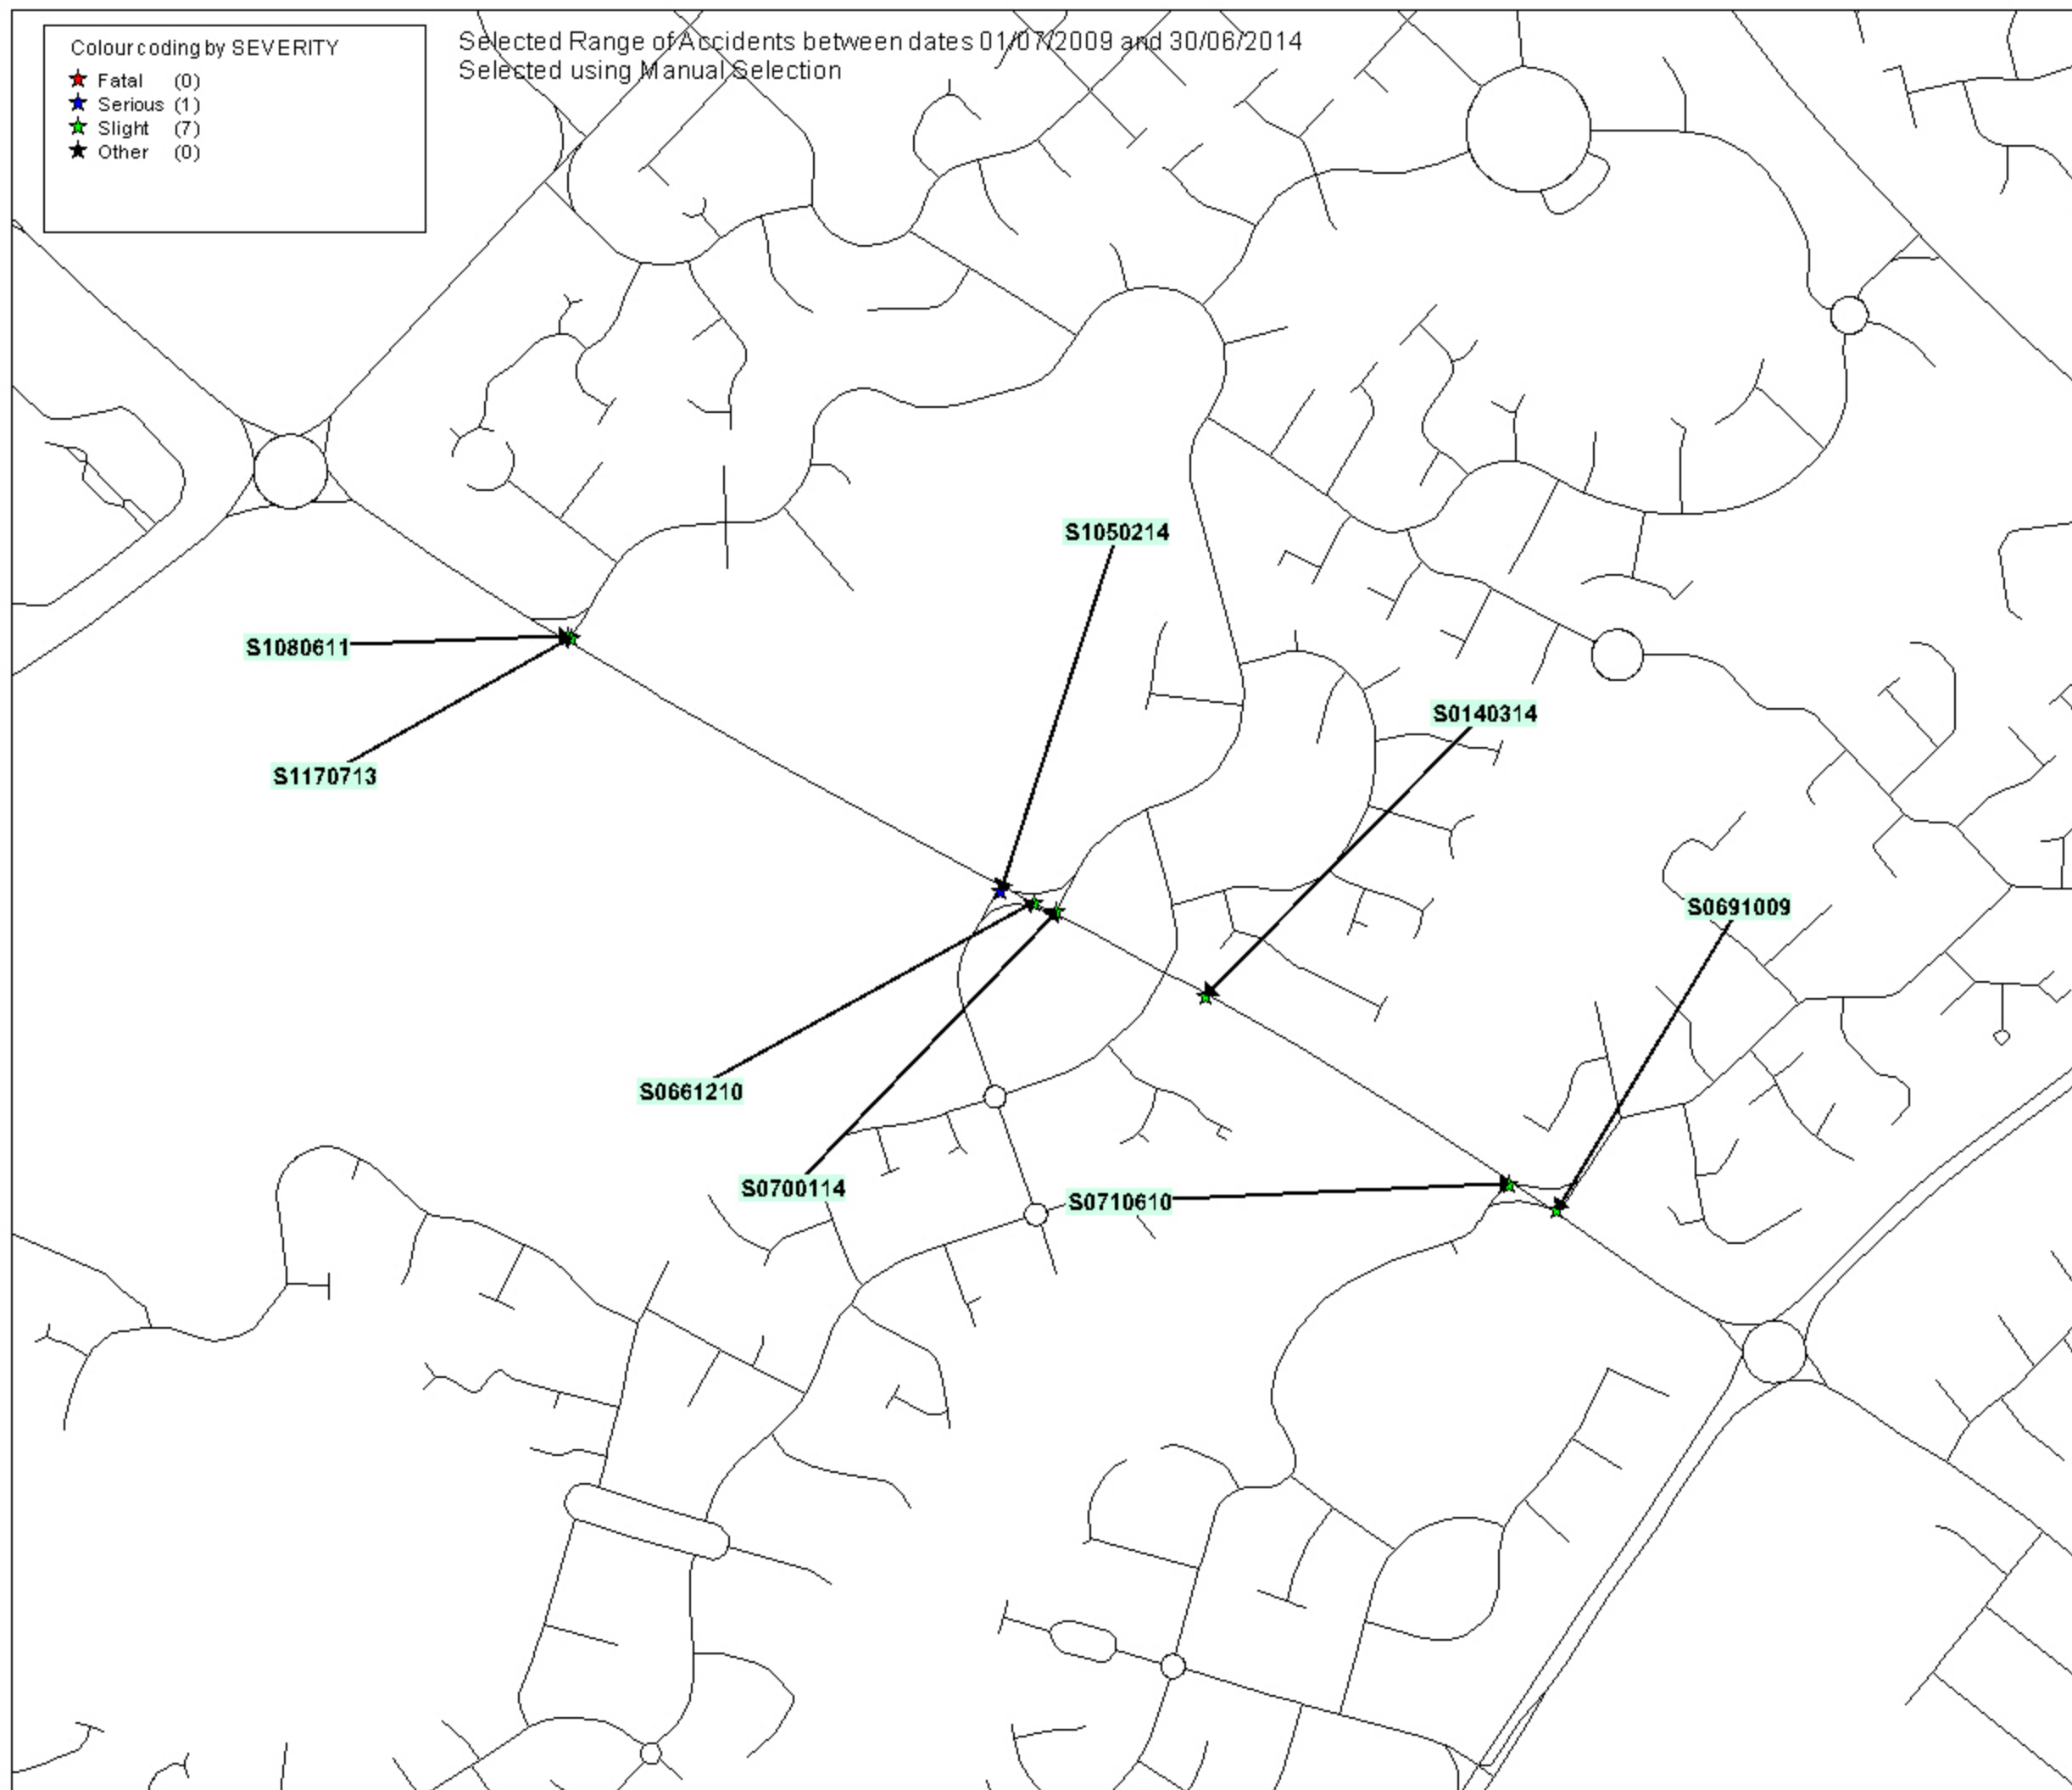 Colour coding by SEVERITY
Fatal (0)
Serious (1)
Slight (7)
Other (0)
Selected Range of Accidents between dates 01/07/2009 and 30/06/2014
Selected using Manual Selection
S1050214
S1080611
S0140314
S1170713
S0691009
S0661210
S0700114
S0710610